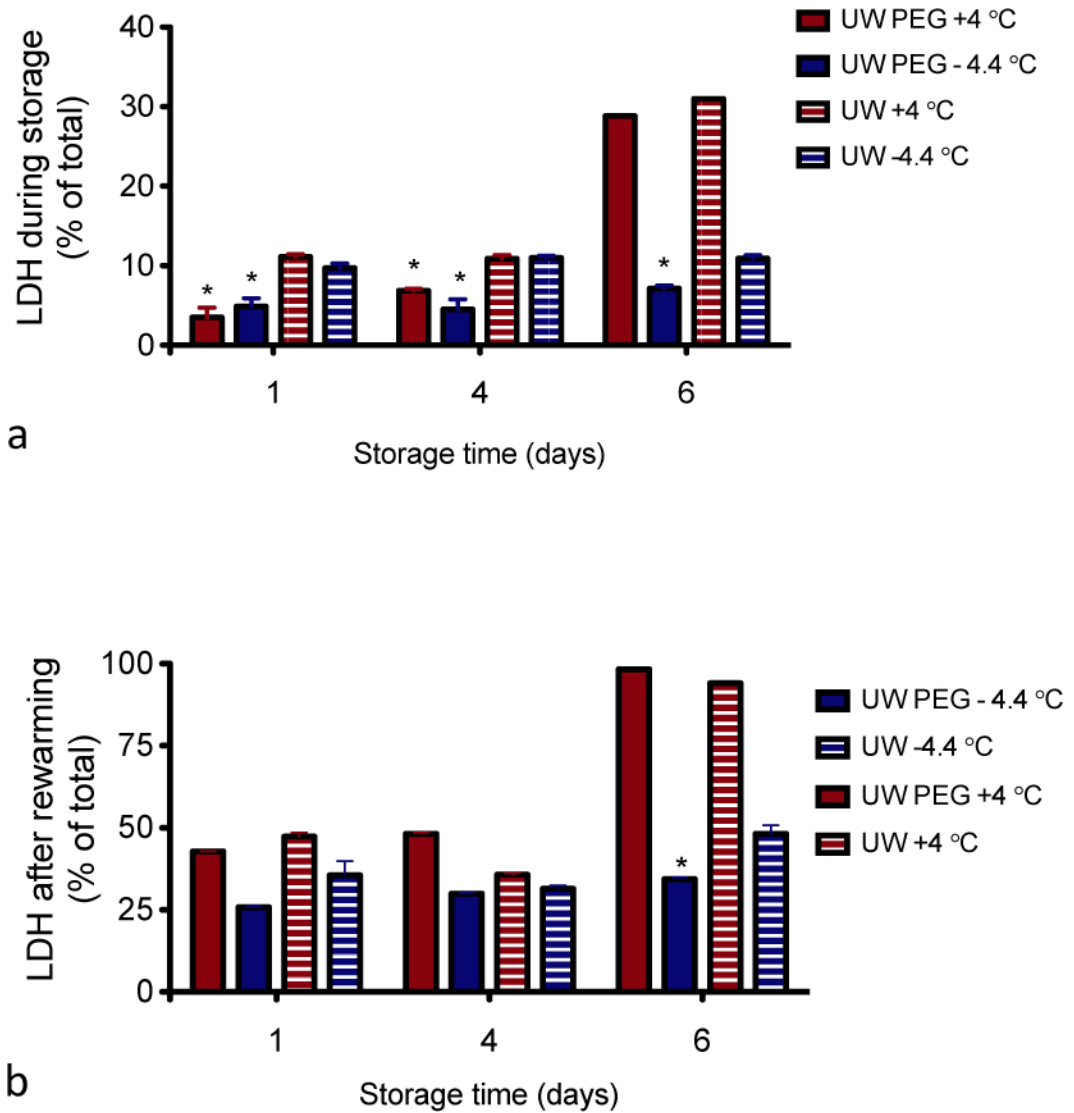 LDH during storage
(% of total)
40
30
20
10
0
* * * * *
1 4 6
Storage time (days)
UW PEG +4 °C
UW PEG - 4.4 °C
UW +4 °C
UW -4.4 °C
a
LDH after rewarming
(% of total)
100
75
50
25
0
*
1 4 6
Storage time (days)
UW PEG - 4.4 °C
UW -4.4 °C
UW PEG +4 °C
UW +4 °C
b